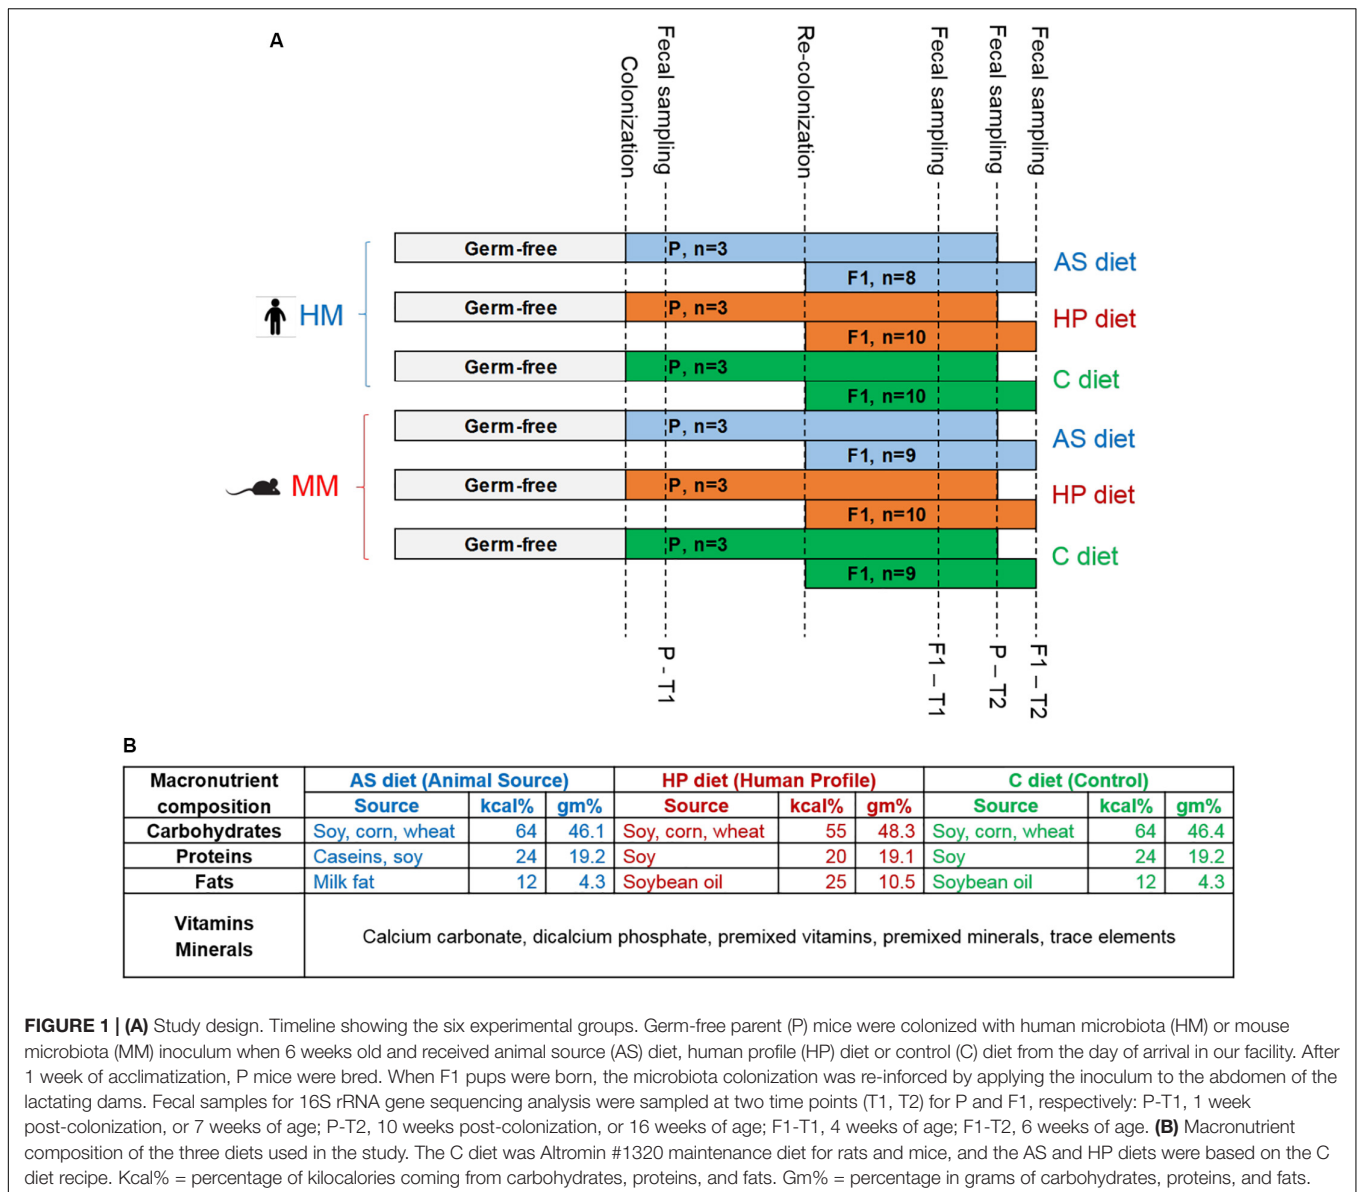 A
Colonization
Fecal sampling
Re-colonization
Fecal sampling
Fecal sampling
Fecal sampling
Germ-free
P, n=3
F1, n=8
AS diet
HM
Germ-free
P, n=3
F1, n=10
HP diet
Germ-free
P, n=3
F1, n=10
C diet
Germ-free
P, n=3
F1, n=9
AS diet
MM
Germ-free
P, n=3
F1, n=10
HP diet
Germ-free
P, n=3
F1, n=9
C diet
P - T1
F1 – T1
P – T2
F1 – T2
B
Macronutrient composition AS diet (Animal Source) HP diet (Human Profile) C diet (Control)
Source kcal% gm% Source kcal% gm% Source kcal% gm%
Carbohydrates Soy, corn, wheat 64 46.1 Soy, corn, wheat 55 48.3 Soy, corn, wheat 64 46.4
Proteins Caseins, soy 24 19.2 Soy 20 19.1 Soy 24 19.2
Fats Milk fat 12 4.3 Soybean oil 25 10.5 Soybean oil 12 4.3
Vitamins
Minerals
Calcium carbonate, dicalcium phosphate, premixed vitamins, premixed minerals, trace elements
FIGURE 1 | (A) Study design. Timeline showing the six experimental groups. Germ-free parent (P) mice were colonized with human microbiota (HM) or mouse
microbiota (MM) inoculum when 6 weeks old and received animal source (AS) diet, human profile (HP) diet or control (C) diet from the day of arrival in our facility. After
1 week of acclimatization, P mice were bred. When F1 pups were born, the microbiota colonization was re-inforced by applying the inoculum to the abdomen of the
lactating dams. Fecal samples for 16S rRNA gene sequencing analysis were sampled at two time points (T1, T2) for P and F1, respectively: P-T1, 1 week
post-colonization, or 7 weeks of age; P-T2, 10 weeks post-colonization, or 16 weeks of age; F1-T1, 4 weeks of age; F1-T2, 6 weeks of age. (B) Macronutrient
composition of the three diets used in the study. The C diet was Altromin #1320 maintenance diet for rats and mice, and the AS and HP diets were based on the C
diet recipe. Kcal% = percentage of kilocalories coming from carbohydrates, proteins, and fats. Gm% = percentage in grams of carbohydrates, proteins, and fats.